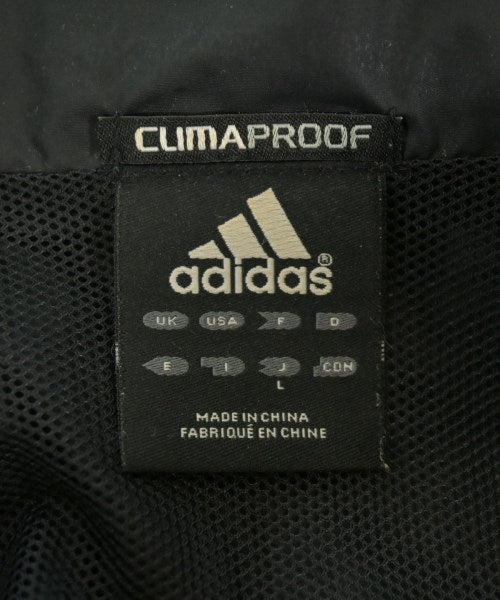 CLIMAPROOF
adidas®
UK USA F D
E I J CDN
L
MADE IN CHINA
FABRIQUÉ EN CHINE